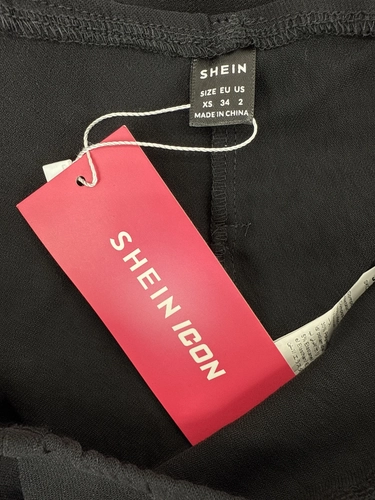 SHEIN
SIZE EU US
XS 34 2
MADE IN CHINA
SHEIN ICON